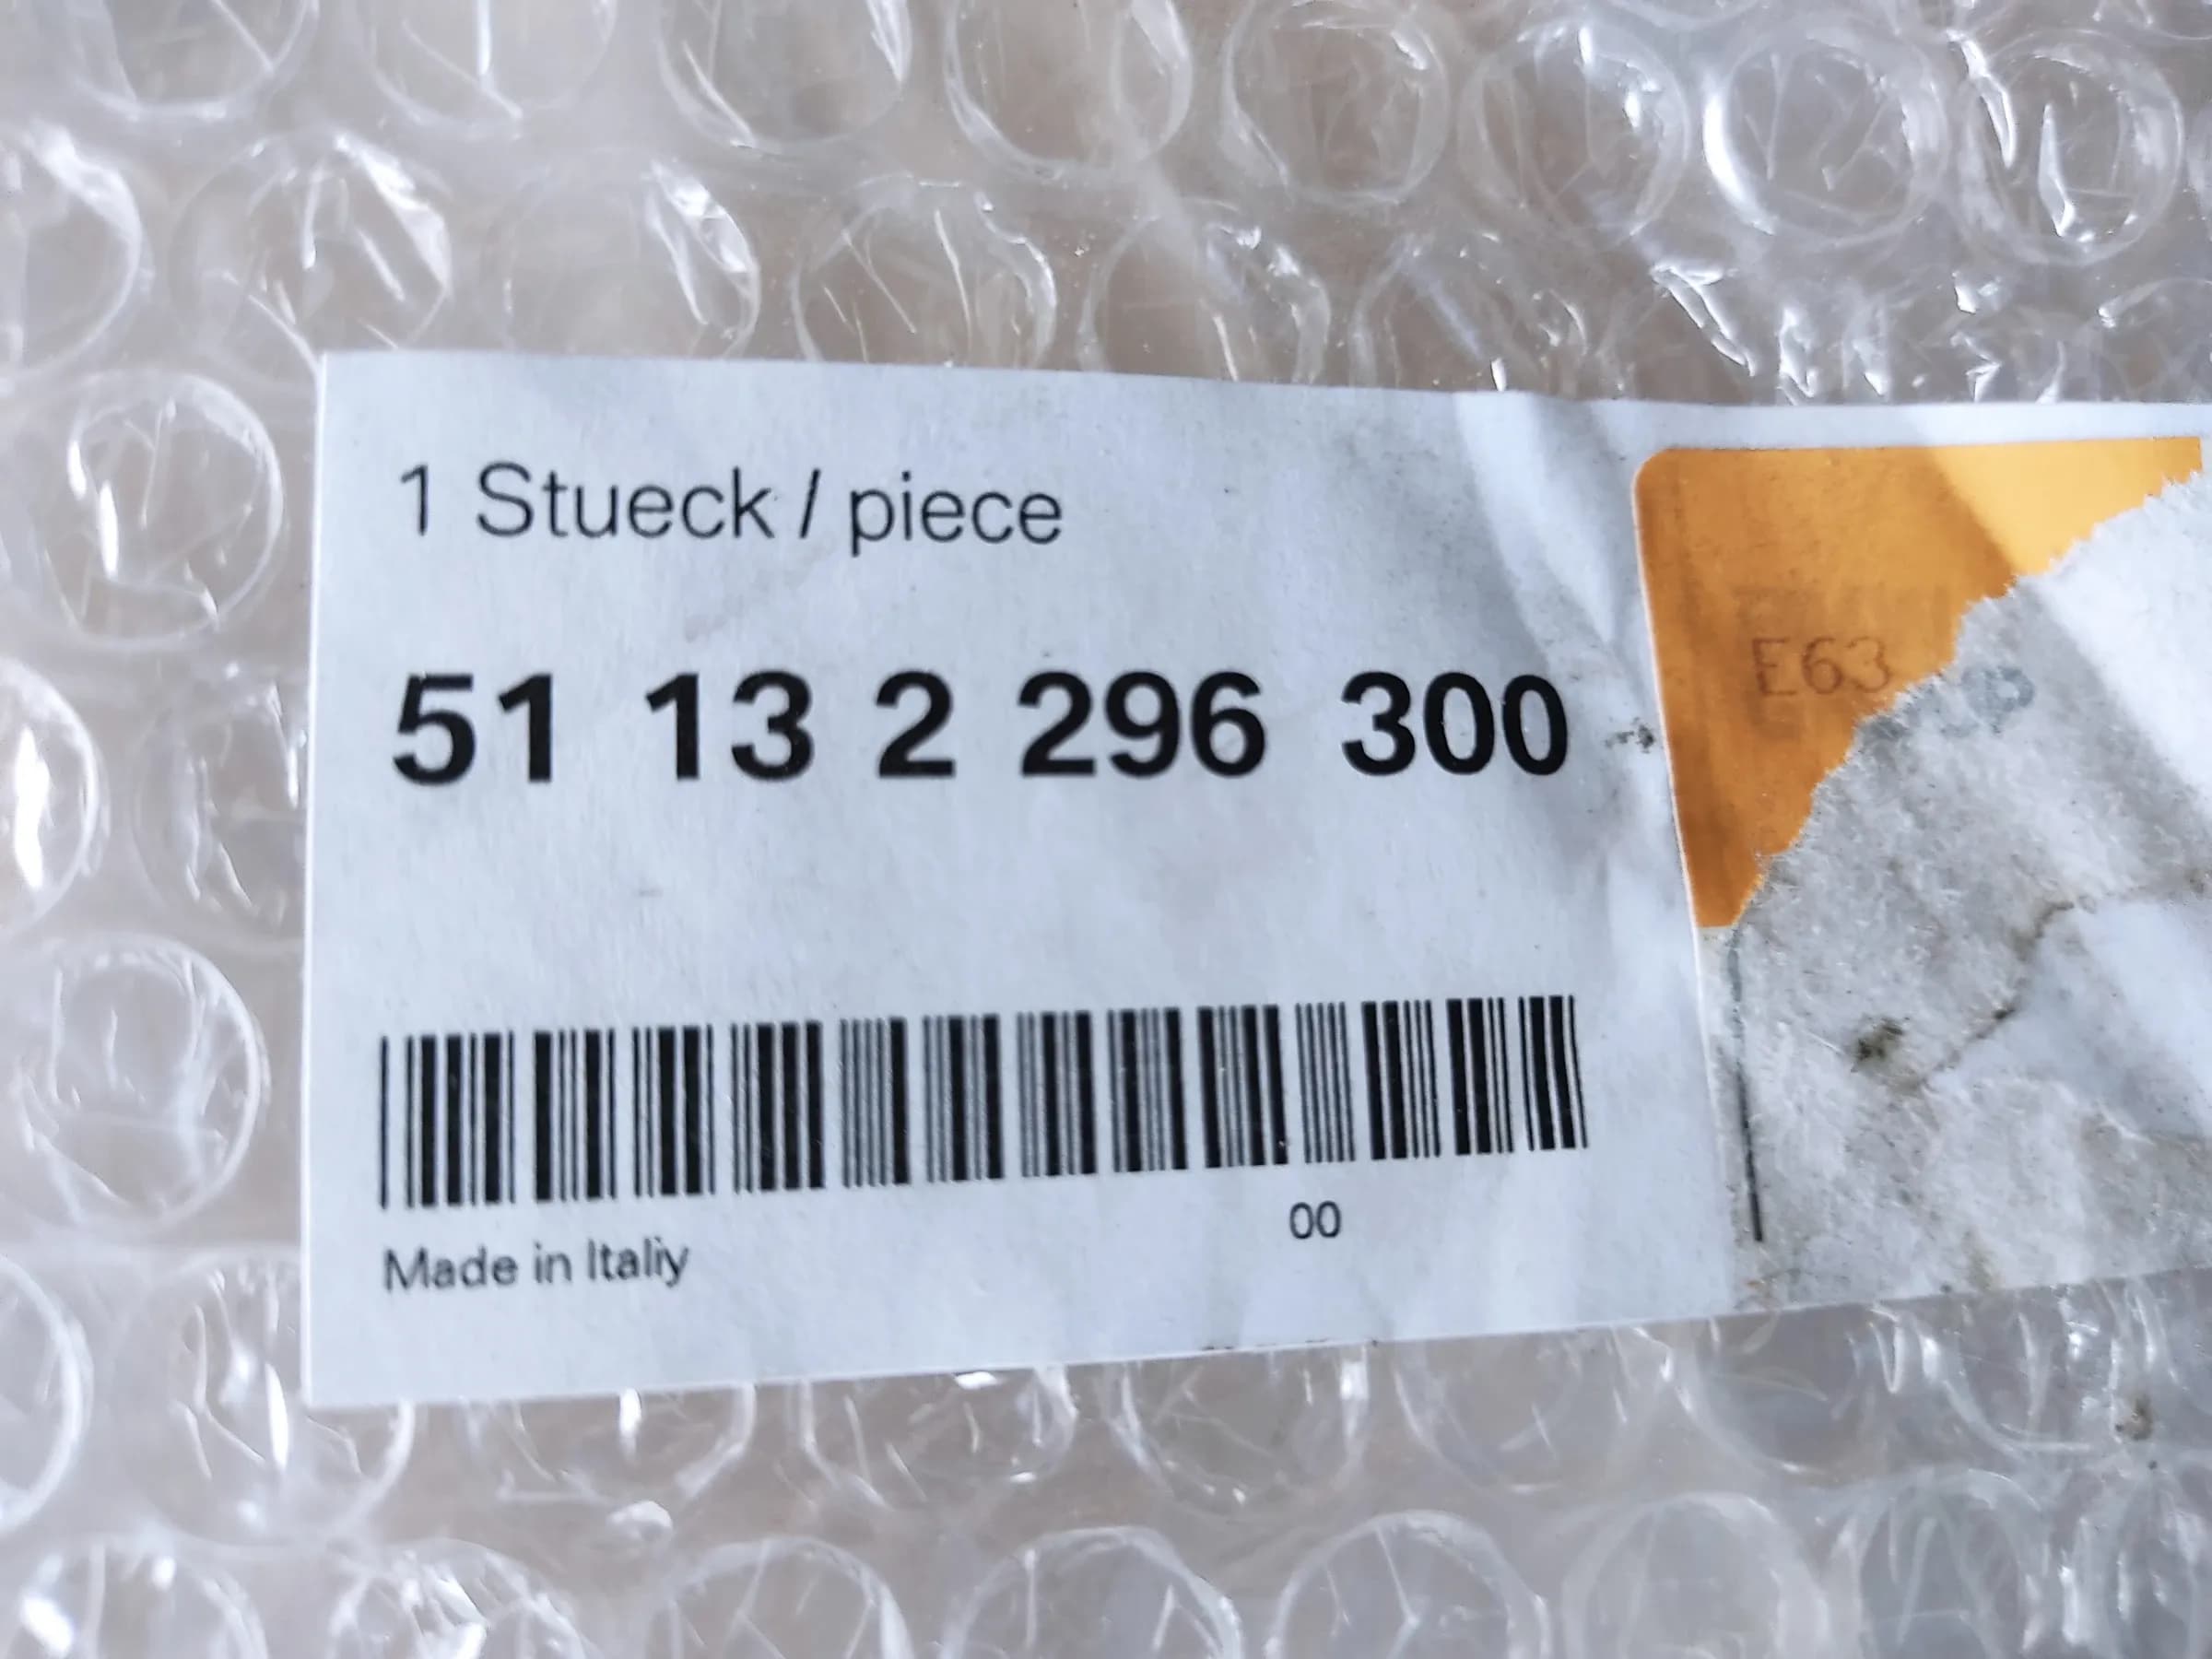 1 Stueck / piece
51 13 2 296 300
E63
00
Made in Italiy